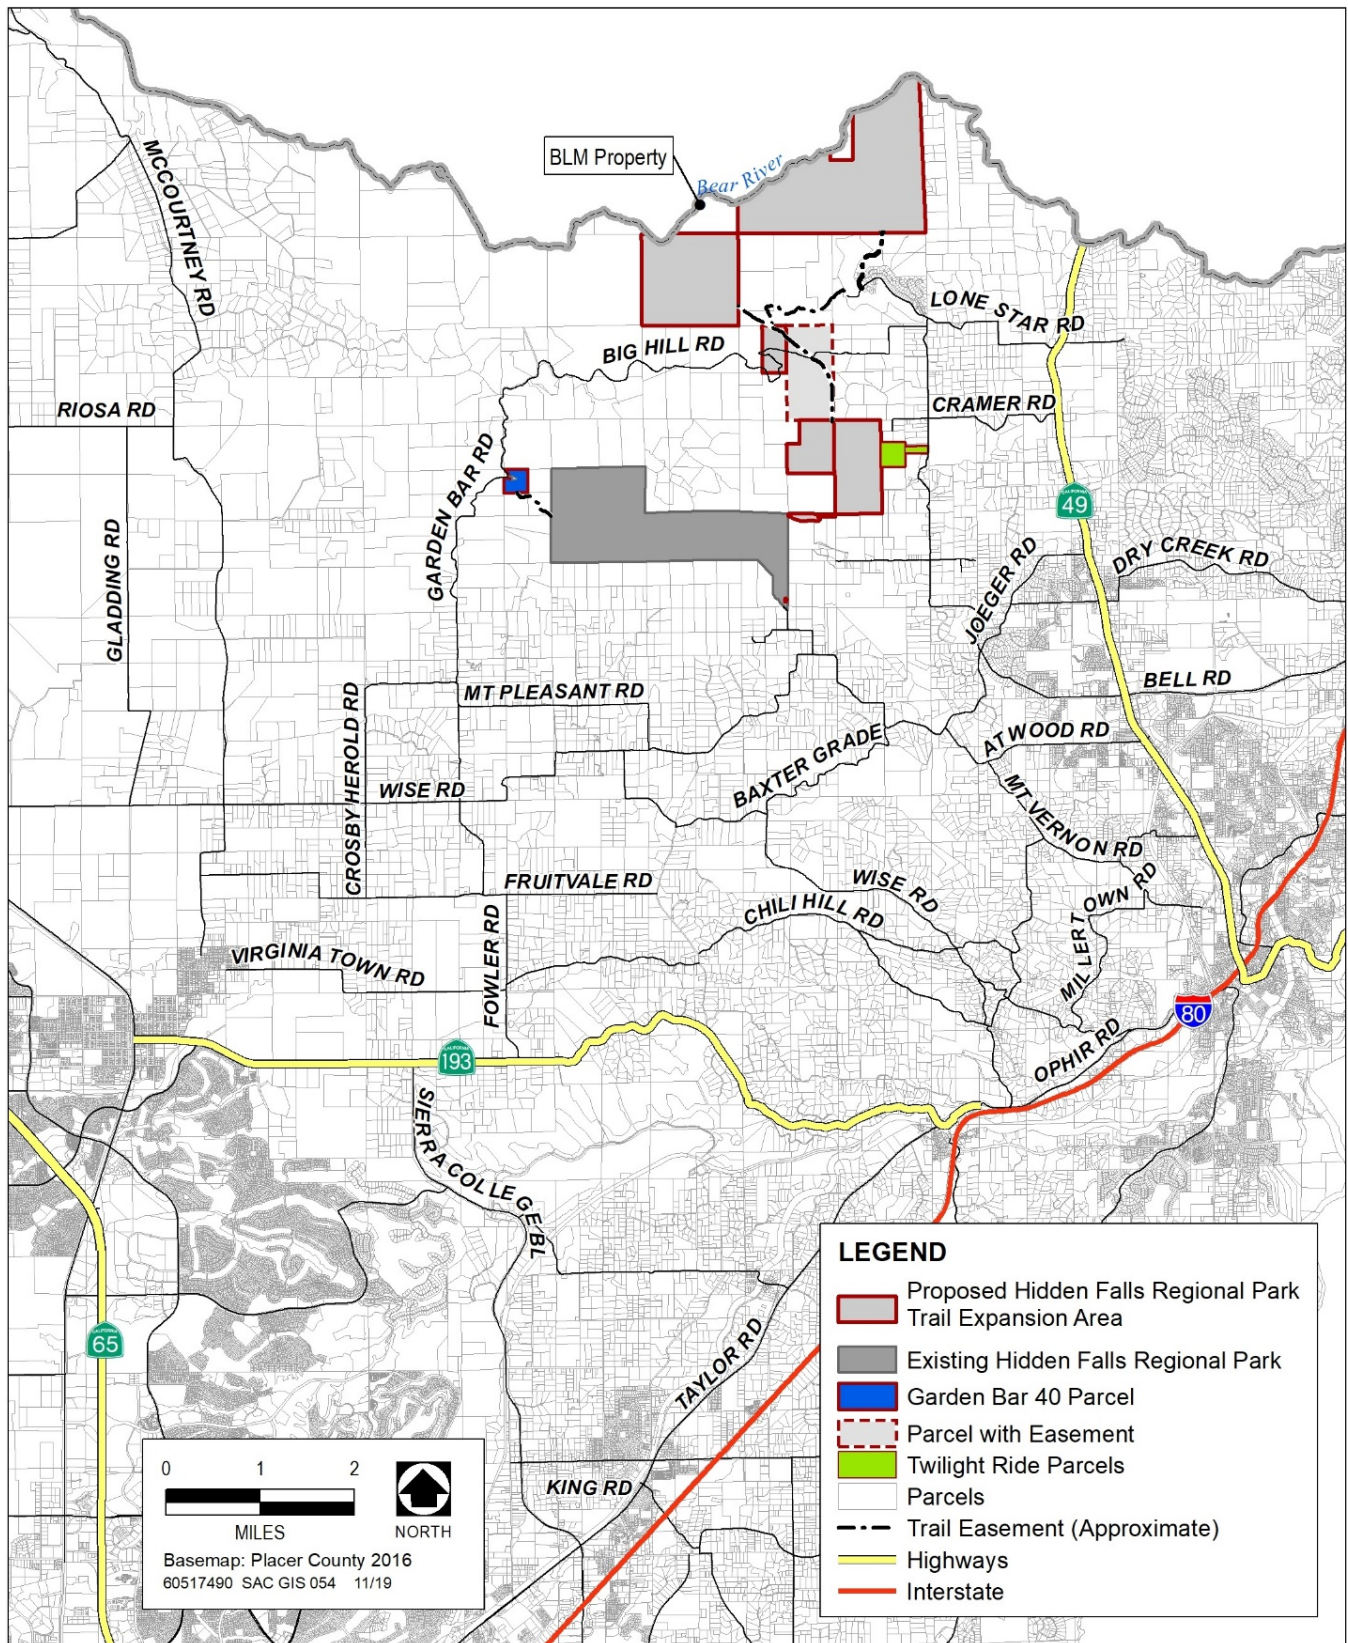 BLM Property
Bear River
MCCOURTNEY RD
LONE STAR RD
BIG HILL RD
RIOSA RD
CRAMER RD
GARDEN BAR RD
CALIFORNIA
49
GLADDING RD
JOEGER RD
DRY CREEK RD
CROSBY HEROLD RD
MT PLEASANT RD
BELL RD
ATWOOD RD
BAXTER GRADE
WISE RD
MT VERNON RD
FRUITVALE RD
WISE RD
CHILI HILL RD
MILLERTOWN RD
FOWLER RD
VIRGINIA TOWN RD
80
OPHIR RD
CALIFORNIA
193
SIERRA COLLEGE BL
CALIFORNIA
65
TAYLOR RD
KING RD
LEGEND
Proposed Hidden Falls Regional Park
Trail Expansion Area
Existing Hidden Falls Regional Park
Garden Bar 40 Parcel
Parcel with Easement
Twilight Ride Parcels
Parcels
Trail Easement (Approximate)
Highways
Interstate
0 1 2
MILES
NORTH
Basemap: Placer County 2016
60517490 SAC GIS 054 11/19